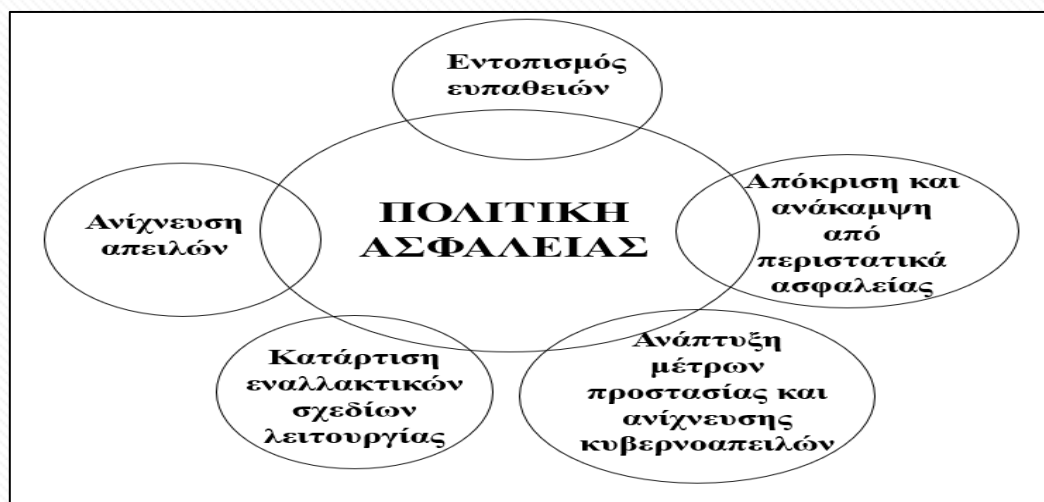 Εντοπισμός
ευπαθειών
Ανίχνευση
απειλών
ΠΟΛΙΤΙΚΗ
ΑΣΦΑΛΕΙΑΣ
Απόκριση και
ανάκαμψη
από
περιστατικά
ασφαλείας
Κατάρτιση
εναλλακτικών
σχεδίων
λειτουργίας
Ανάπτυξη
μέτρων
προστασίας και
ανίχνευσης
κυβερνοαπειλών